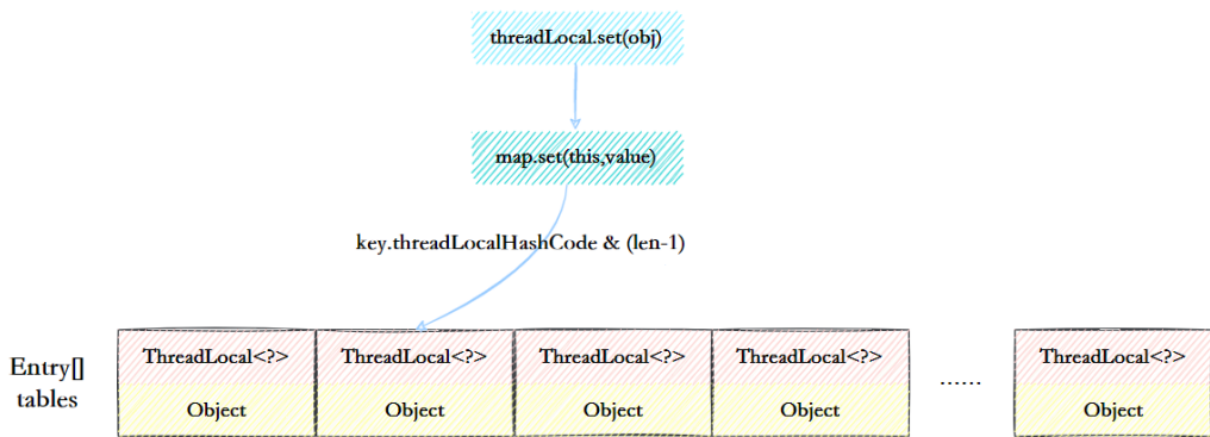 threadLocal.set(obj)
map.set(this,value)
key.threadLocalHashCode & (len-1)
Entry[]
tables
ThreadLocal<?>
ThreadLocal<?>
ThreadLocal<?>
ThreadLocal<?>
......
ThreadLocal<?>
Object
Object
Object
Object
Object